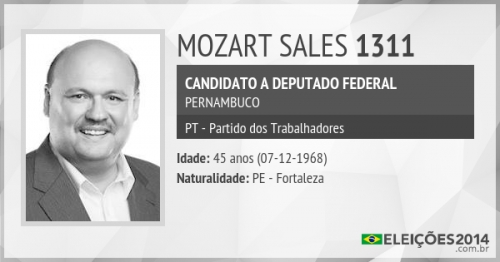 MOZART SALES 1311
CANDIDATO A DEPUTADO FEDERAL
PERNAMBUCO
PT - Partido dos Trabalhadores
Idade: 45 anos (07-12-1968)
Naturalidade: PE - Fortaleza
ELEIÇÕES2014
.com.br